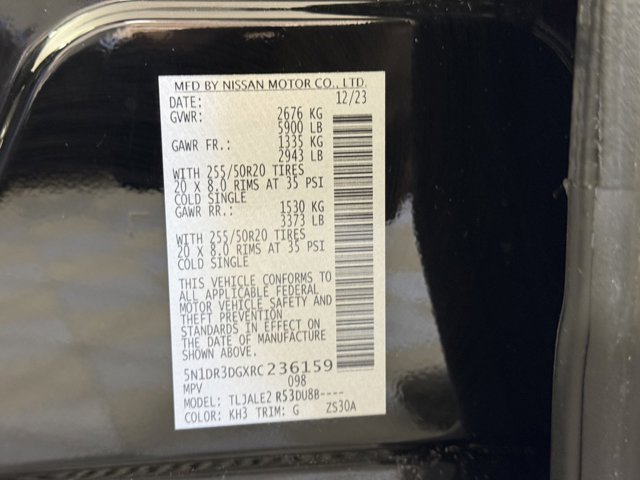 MFD BY NISSAN MOTOR CO., LTD.
DATE: 12/23
GVWR: 2676 KG
5900 LB
GAWR FR.: 1335 KG
2943 LB
WITH 255/50R20 TIRES
20 X 8.0 RIMS AT 35 PSI
COLD SINGLE
GAWR RR.: 1530 KG
3373 LB
WITH 255/50R20 TIRES
20 X 8.0 RIMS AT 35 PSI
COLD SINGLE
THIS VEHICLE CONFORMS TO
ALL APPLICABLE FEDERAL
MOTOR VEHICLE SAFETY AND
THEFT PREVENTION
STANDARDS IN EFFECT ON
THE DATE OF MANUFACTURE
SHOWN ABOVE.
5N1DR3DGXRC236159
MPV 098
MODEL: TLJALE2 R53DU8B----
COLOR: KH3 TRIM: G ZS30A